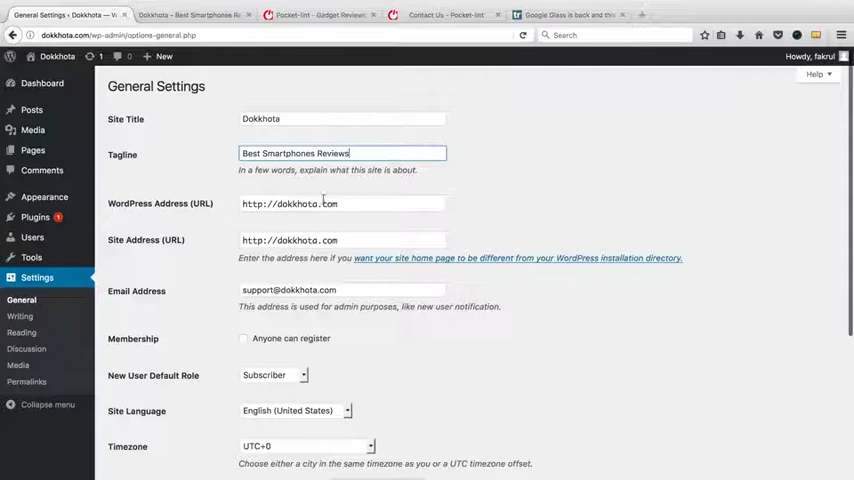 General Settings ‹ Dokkhota — W
Dokkhota – Best Smartphones Re
Pocket-lint - Gadget Reviews
Contact Us - Pocket-lint
Google Glass is back and this
dokkhota.com/wp-admin/options-general.php
Search
Dokkhota
1
0
New
Howdy, fakrul
Help
Dashboard
Posts
Media
Pages
Comments
Appearance
Plugins 1
Users
Tools
Settings
General
Writing
Reading
Discussion
Media
Permalinks
Collapse menu
General Settings
Site Title
Dokkhota
Tagline
Best Smartphones Reviews
In a few words, explain what this site is about.
WordPress Address (URL)
http://dokkhota.com
Site Address (URL)
http://dokkhota.com
Enter the address here if you want your site home page to be different from your WordPress installation directory.
Email Address
support@dokkhota.com
This address is used for admin purposes, like new user notification.
Membership
Anyone can register
New User Default Role
Subscriber
Site Language
English (United States)
Timezone
UTC+0
Choose either a city in the same timezone as you or a UTC timezone offset.